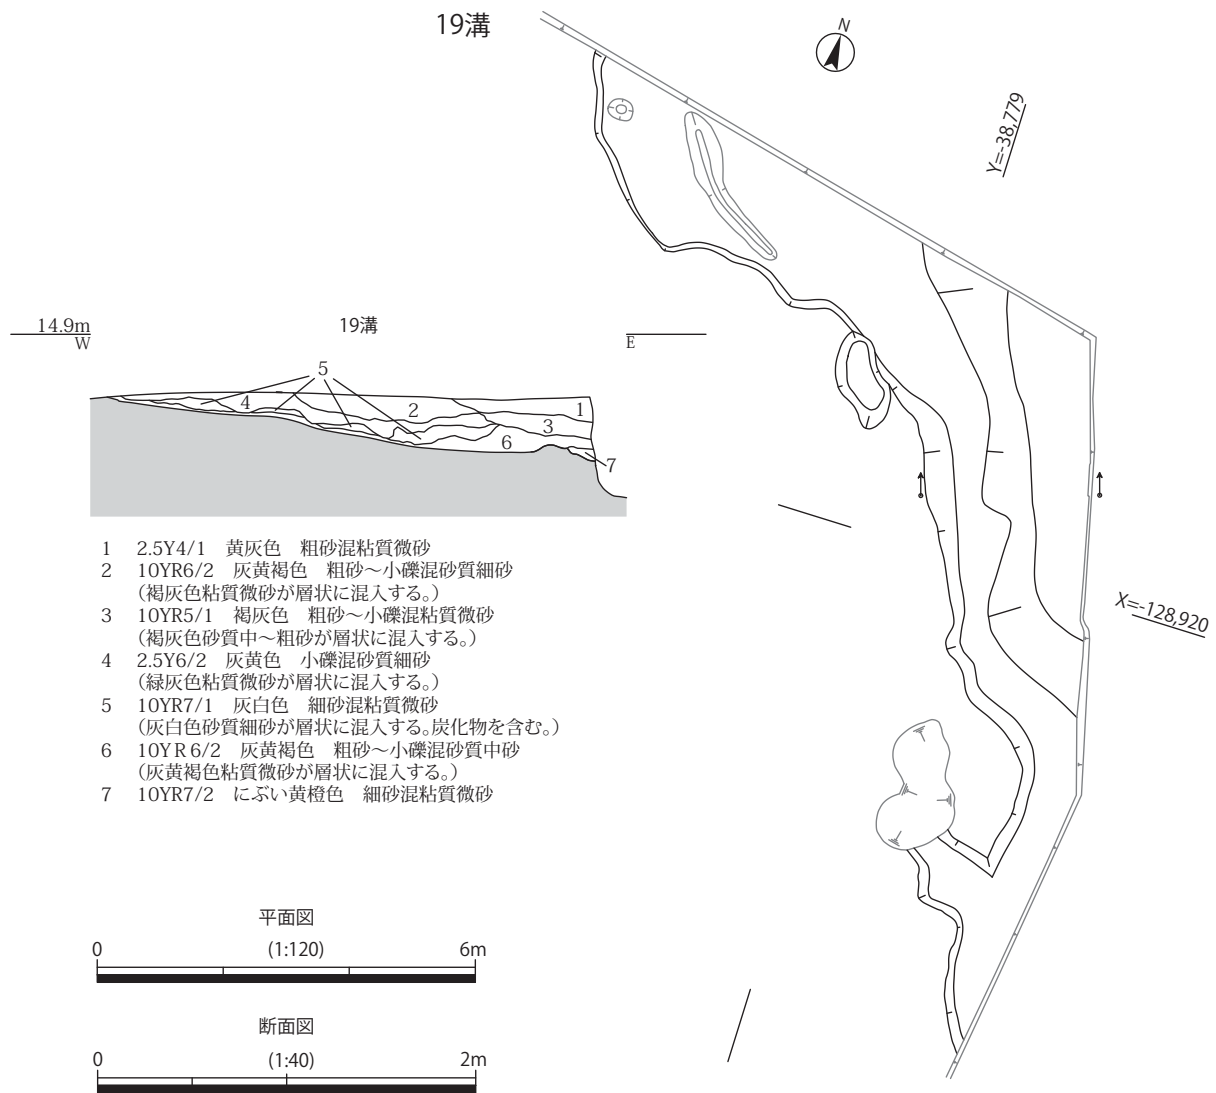 19溝
N
Y=-38,779
14.9m
W
19溝
E
5
4
2
1
3
6
7
1 2.5Y4/1 黄灰色 粗砂混粘質微砂
2 10YR6/2 灰黄褐色 粗砂～小礫混砂質細砂
（褐灰色粘質微砂が層状に混入する。）
3 10YR5/1 褐灰色 粗砂～小礫混粘質微砂
（褐灰色砂質中～粗砂が層状に混入する。）
4 2.5Y6/2 灰黄色 小礫混砂質細砂
（緑灰色粘質微砂が層状に混入する。）
5 10YR7/1 灰白色 細砂混粘質微砂
（灰白色砂質細砂が層状に混入する。炭化物を含む。）
6 10YR6/2 灰黄褐色 粗砂～小礫混砂質中砂
（灰黄褐色粘質微砂が層状に混入する。）
7 10YR7/2 にぶい黄橙色 細砂混粘質微砂
X=-128,920
平面図
0 (1:120) 6m
断面図
0 (1:40) 2m